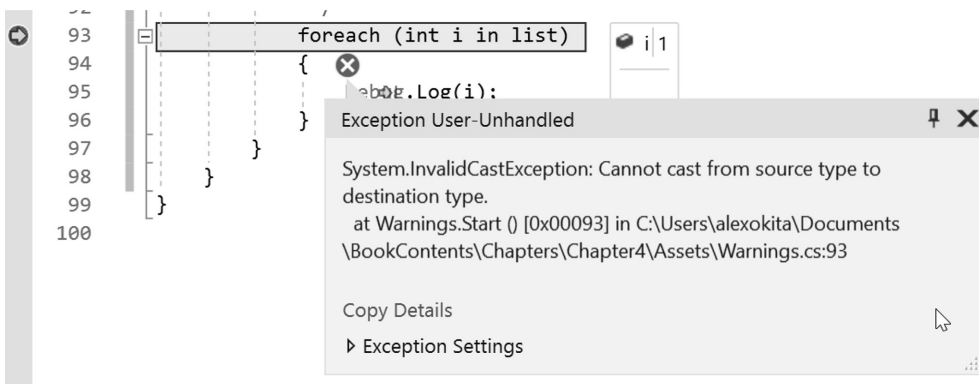 92
93 foreach (int i in list)
i 1
94 {
95 Debug.Log(i);
96 }
97 }
98 }
99 }
100
Exception User-Unhandled
System.InvalidCastException: Cannot cast from source type to
destination type.
at Warnings.Start () [0x00093] in C:\Users\alexokita\Documents
\BookContents\Chapters\Chapter4\Assets\Warnings.cs:93
Copy Details
Exception Settings